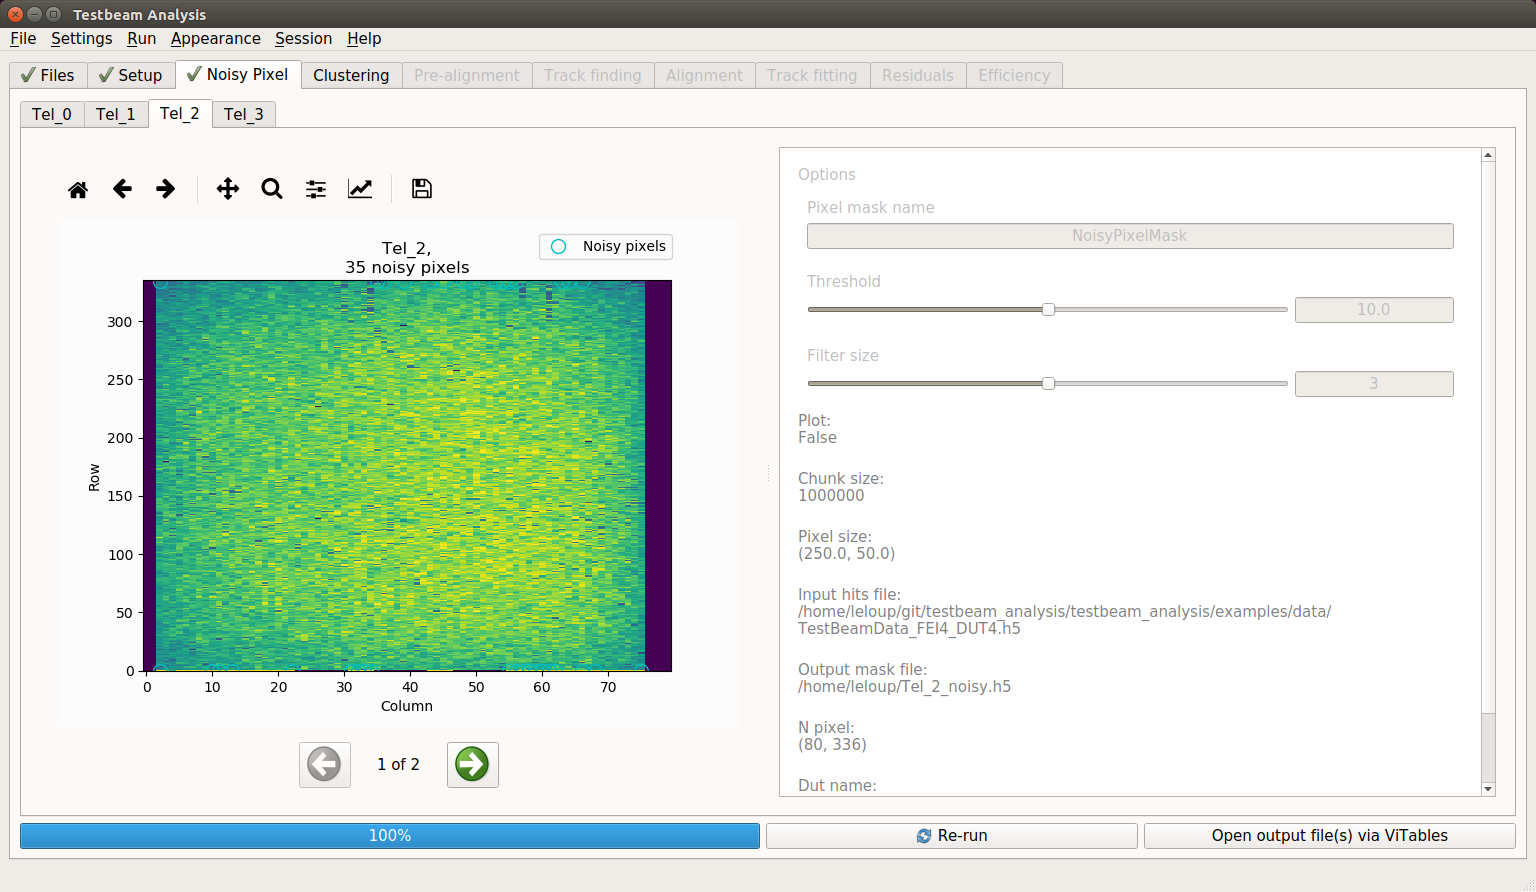 Testbeam Analysis
File Settings Run Appearance Session Help
Files Setup Noisy Pixel Clustering Pre-alignment Track finding Alignment Track fitting Residuals Efficiency
Tel_0 Tel_1 Tel_2 Tel_3
Tel_2,
35 noisy pixels
Noisy pixels
300
250
200
150
100
50
0
Row
0 10 20 30 40 50 60 70
Column
1 of 2
Options
Pixel mask name
NoisyPixelMask
Threshold
10.0
Filter size
3
Plot:
False
Chunk size:
1000000
Pixel size:
(250.0, 50.0)
Input hits file:
/home/leloup/git/testbeam_analysis/testbeam_analysis/examples/data/
TestBeamData_FEI4_DUT4.h5
Output mask file:
/home/leloup/Tel_2_noisy.h5
N pixel:
(80, 336)
Dut name:
100%
Re-run
Open output file(s) via ViTables